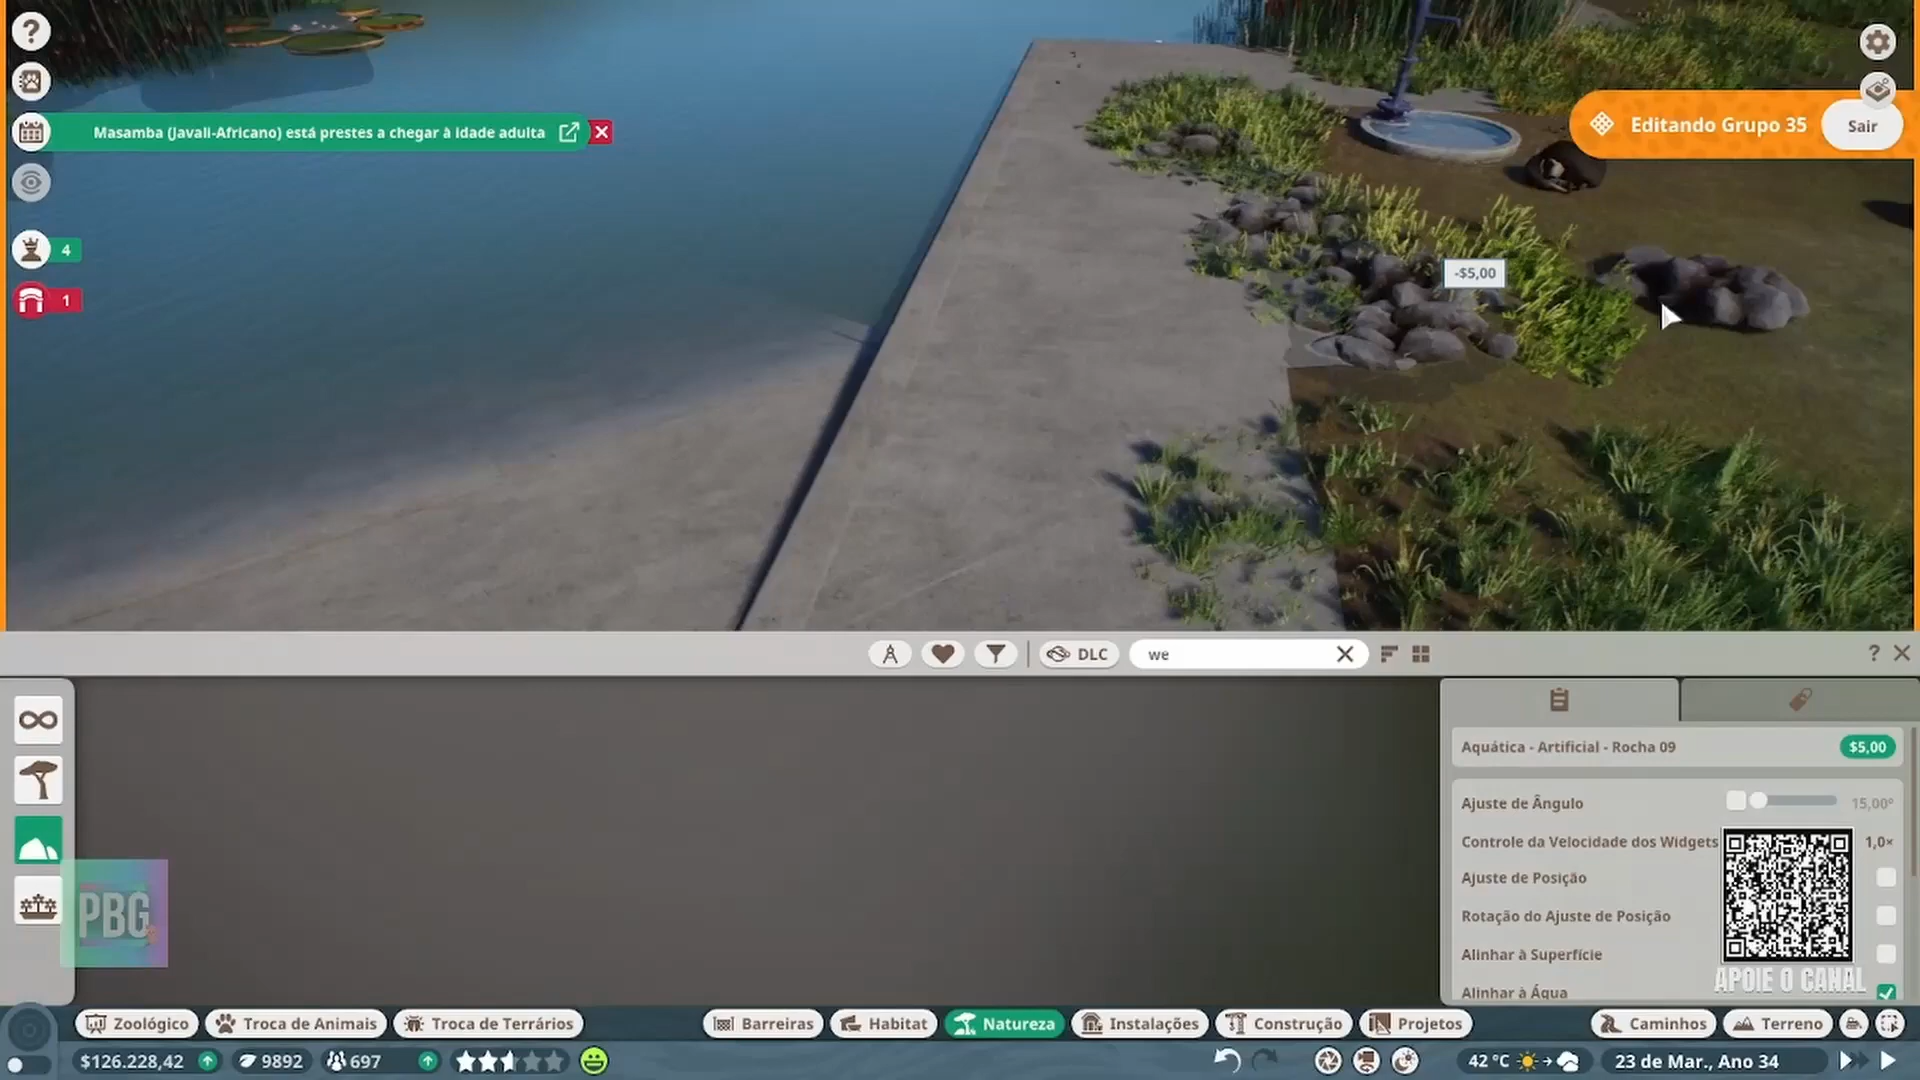 ?
Masamba (Javali-Africano) está prestes a chegar à idade adulta
Editando Grupo 35
Sair
4
1
-$5,00
DLC
we
?
Aquática - Artificial - Rocha 09
$5,00
Ajuste de Ângulo
15,00°
Controle da Velocidade dos Widgets
1,0×
Ajuste de Posição
Rotação do Ajuste de Posição
Alinhar à Superfície
Alinhar à Água
PBG
APOIE O CANAL
Zoológico
Troca de Animais
Troca de Terrários
Barreiras
Habitat
Natureza
Instalações
Construção
Projetos
Caminhos
Terreno
$126.228,42
9892
697
42 °C
23 de Mar., Ano 34